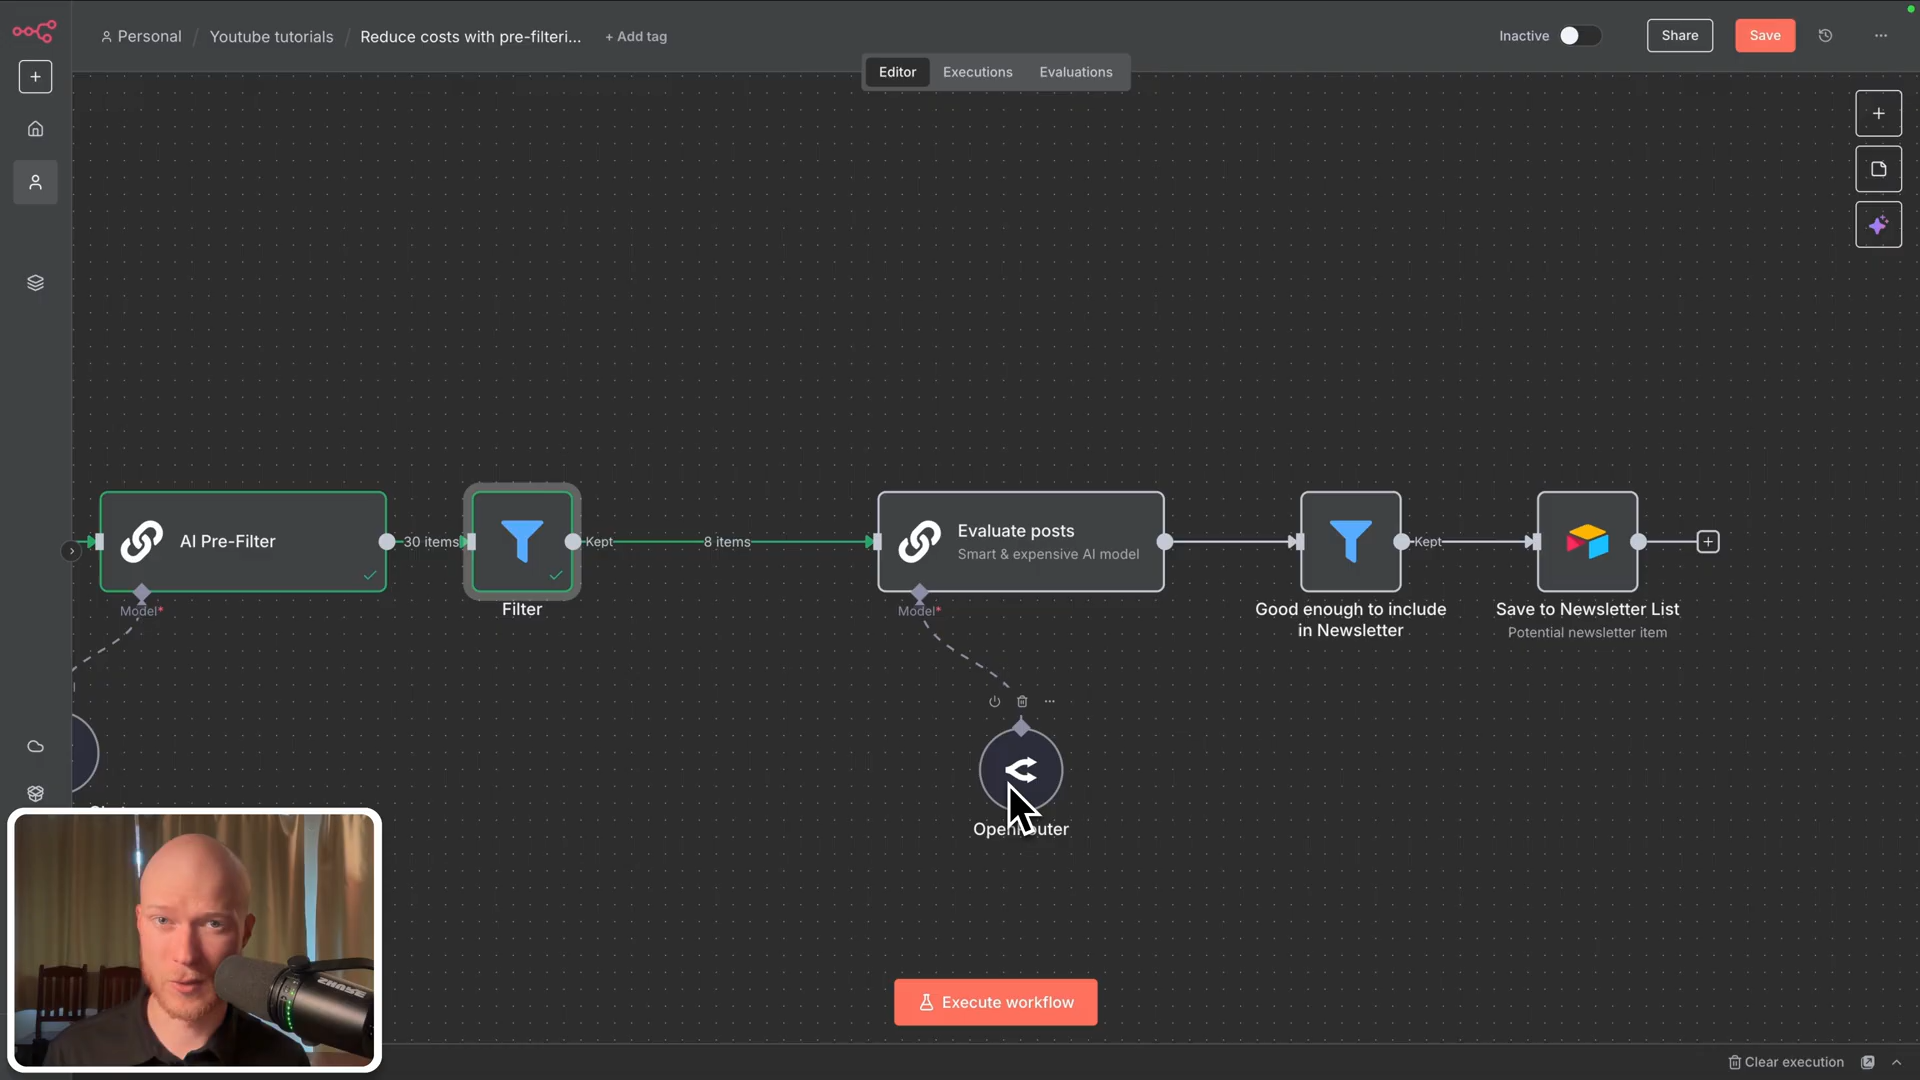 Personal / Youtube tutorials / Reduce costs with pre-filteri... + Add tag
Inactive
Share
Save
Editor
Executions
Evaluations
AI Pre-Filter
30 items
Kept
8 items
Evaluate posts
Smart & expensive AI model
Kept
Model*
Filter
Model*
Good enough to include
in Newsletter
Save to Newsletter List
Potential newsletter item
OpenRouter
SHURE
Execute workflow
Clear execution